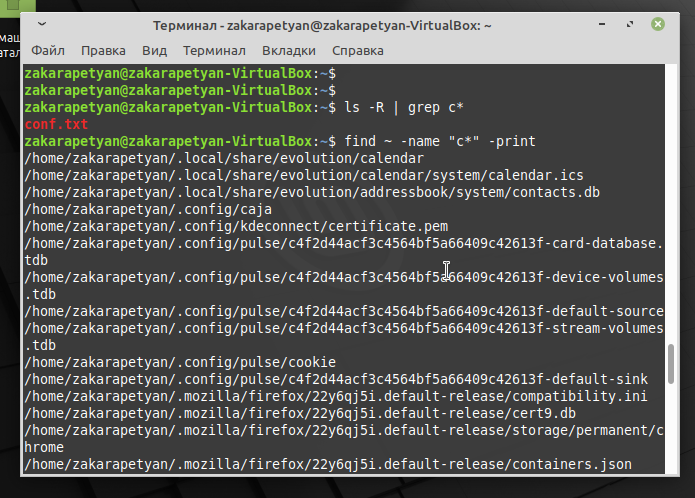 маш
атал
Терминал - zakarapetyan@zakarapetyan-VirtualBox: ~
Файл Правка Вид Терминал Вкладки Справка
zakarapetyan@zakarapetyan-VirtualBox:~$
zakarapetyan@zakarapetyan-VirtualBox:~$
zakarapetyan@zakarapetyan-VirtualBox:~$ ls -R | grep c*
conf.txt
zakarapetyan@zakarapetyan-VirtualBox:~$ find ~ -name "c*" -print
/home/zakarapetyan/.local/share/evolution/calendar
/home/zakarapetyan/.local/share/evolution/calendar/system/calendar.ics
/home/zakarapetyan/.local/share/evolution/addressbook/system/contacts.db
/home/zakarapetyan/.config/caja
/home/zakarapetyan/.config/kdeconnect/certificate.pem
/home/zakarapetyan/.config/pulse/c4f2d44acf3c4564bf5a66409c42613f-card-database.
tdb
/home/zakarapetyan/.config/pulse/c4f2d44acf3c4564bf5a66409c42613f-device-volumes
.tdb
/home/zakarapetyan/.config/pulse/c4f2d44acf3c4564bf5a66409c42613f-default-source
/home/zakarapetyan/.config/pulse/c4f2d44acf3c4564bf5a66409c42613f-stream-volumes
.tdb
/home/zakarapetyan/.config/pulse/cookie
/home/zakarapetyan/.config/pulse/c4f2d44acf3c4564bf5a66409c42613f-default-sink
/home/zakarapetyan/.mozilla/firefox/22y6qj5i.default-release/compatibility.ini
/home/zakarapetyan/.mozilla/firefox/22y6qj5i.default-release/cert9.db
/home/zakarapetyan/.mozilla/firefox/22y6qj5i.default-release/storage/permanent/c
hrome
/home/zakarapetyan/.mozilla/firefox/22y6qj5i.default-release/containers.json